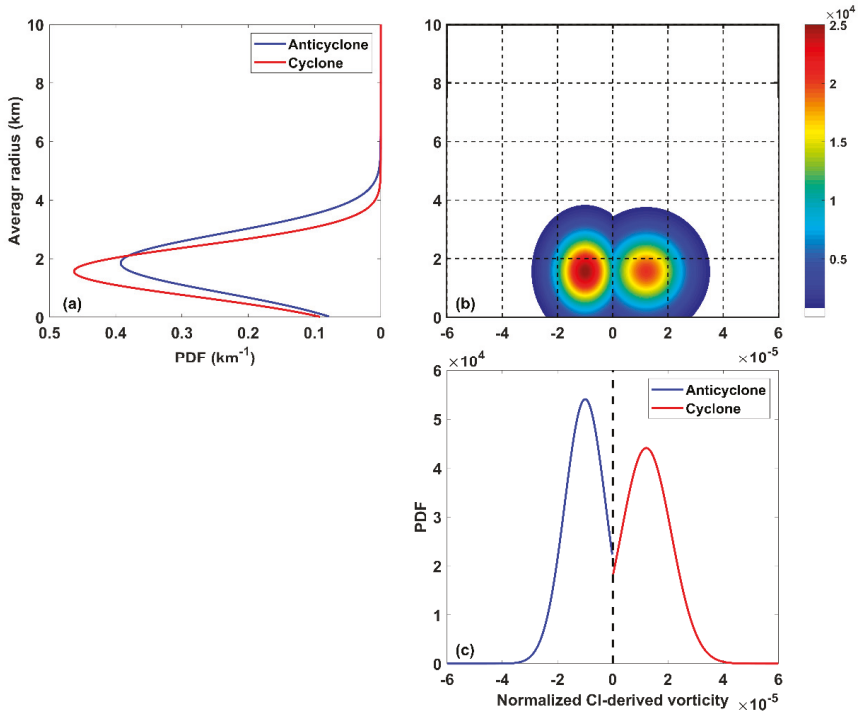 10
8
6
4
2
0
Averagr radius (km)
Anticyclone
Cyclone
(a)
0.5 0.4 0.3 0.2 0.1 0
PDF (km⁻¹)
10
8
6
4
2
0
(b)
-6 -4 -2 0 2 4 6
×10⁻⁵
×10⁴
2.5
2
1.5
1
0.5
×10⁴
6
5
4
3
2
1
0
PDF
Anticyclone
Cyclone
(c)
-6 -4 -2 0 2 4 6
Normalized CI-derived vorticity ×10⁻⁵